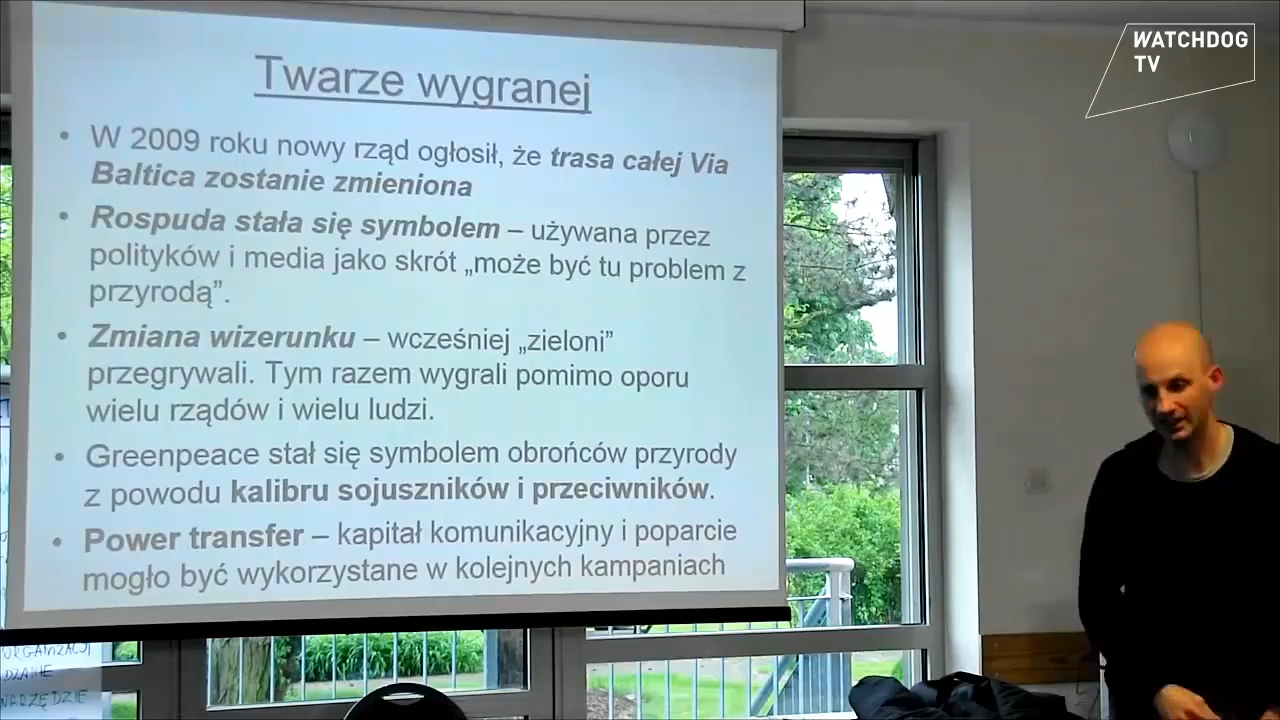 WATCHDOG
TV
Twarze wygranej
• W 2009 roku nowy rząd ogłosił, że trasa całej Via
Baltica zostanie zmieniona
• Rospuda stała się symbolem – używana przez
polityków i media jako skrót „może być tu problem z
przyrodą”.
• Zmiana wizerunku – wcześniej „zieloni”
przegrywali. Tym razem wygrali pomimo oporu
wielu rządów i wielu ludzi.
• Greenpeace stał się symbolem obrońców przyrody
z powodu kalibru sojuszników i przeciwników.
• Power transfer – kapitał komunikacyjny i poparcie
mogło być wykorzystane w kolejnych kampaniach